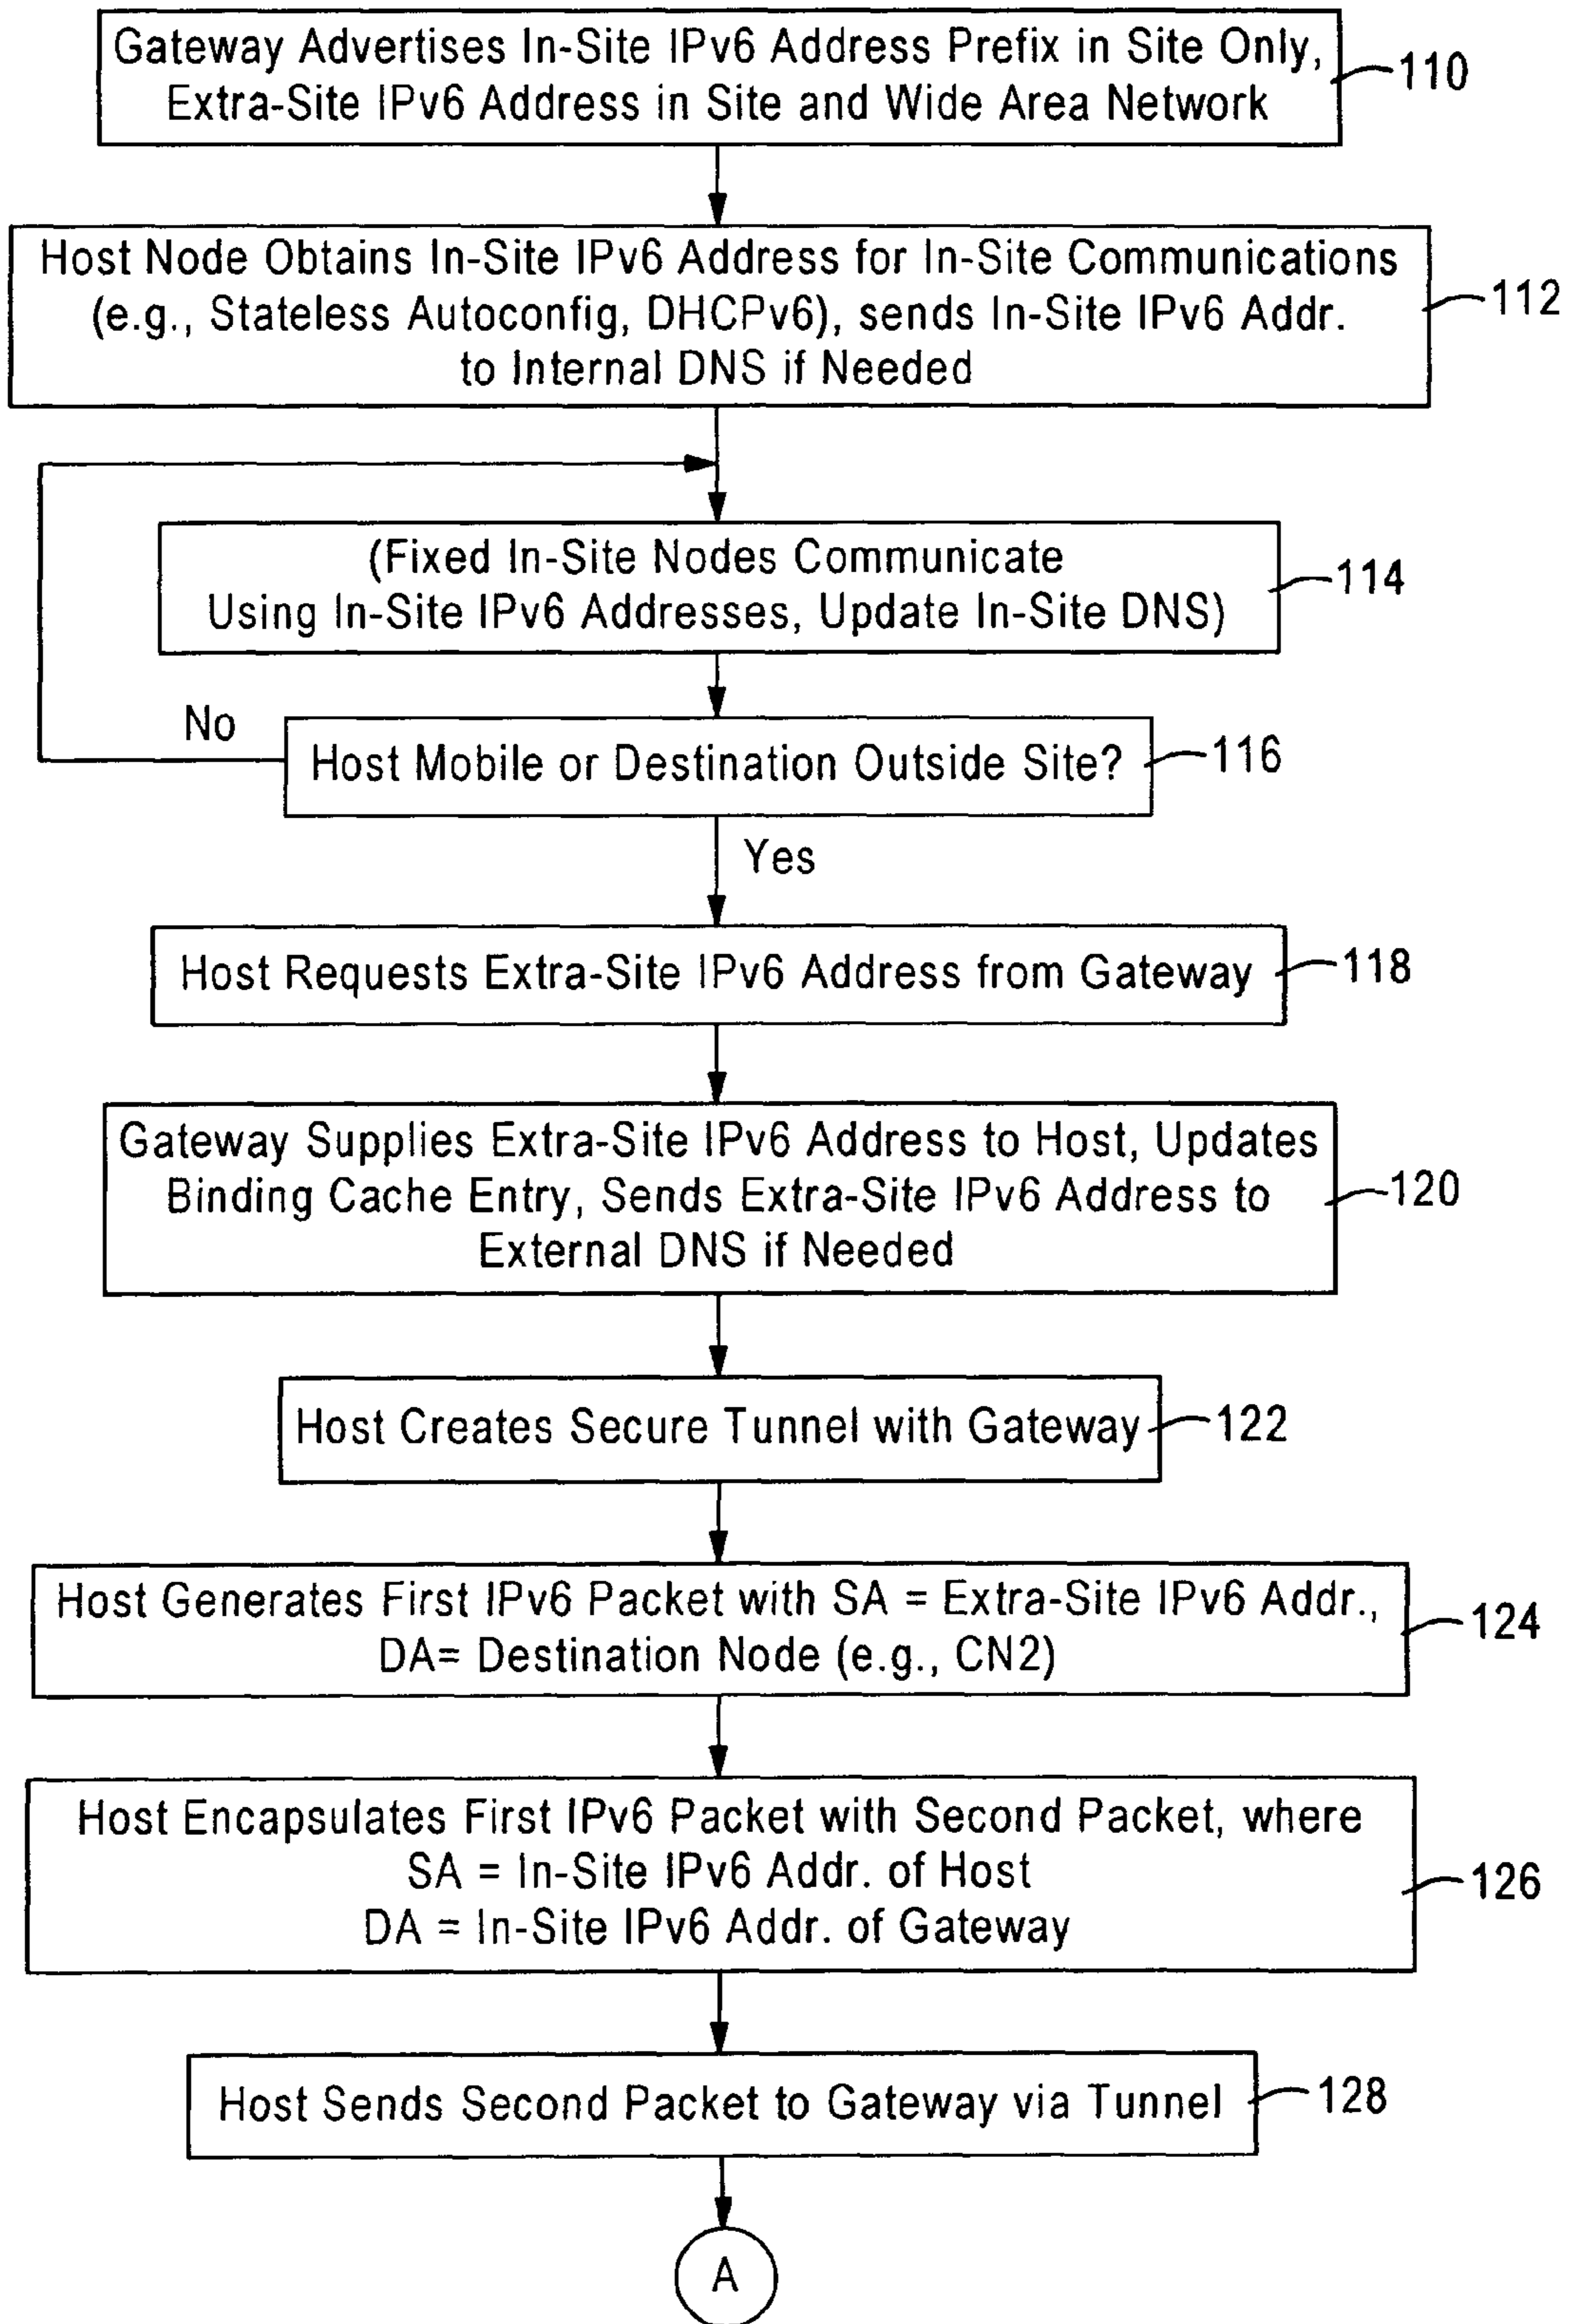 Gateway Advertises In-Site IPv6 Address Prefix in Site Only,
Extra-Site IPv6 Address in Site and Wide Area Network
110
Host Node Obtains In-Site IPv6 Address for In-Site Communications
(e.g., Stateless Autoconfig, DHCPv6), sends In-Site IPv6 Addr.
to Internal DNS if Needed
112
(Fixed In-Site Nodes Communicate
Using In-Site IPv6 Addresses, Update In-Site DNS)
114
No
Host Mobile or Destination Outside Site?
116
Yes
Host Requests Extra-Site IPv6 Address from Gateway
118
Gateway Supplies Extra-Site IPv6 Address to Host, Updates
Binding Cache Entry, Sends Extra-Site IPv6 Address to
External DNS if Needed
120
Host Creates Secure Tunnel with Gateway
122
Host Generates First IPv6 Packet with SA = Extra-Site IPv6 Addr.,
DA= Destination Node (e.g., CN2)
124
Host Encapsulates First IPv6 Packet with Second Packet, where
SA = In-Site IPv6 Addr. of Host
DA = In-Site IPv6 Addr. of Gateway
126
Host Sends Second Packet to Gateway via Tunnel
128
A